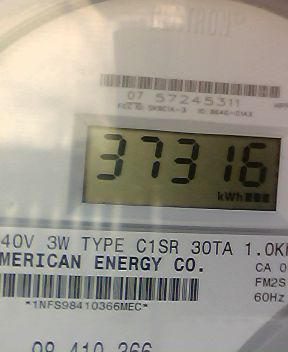 07 57245311
37316
kWh
40V 3W TYPE C1SR 30TA 1.0K
MERICAN ENERGY CO.
CA 0
FM2S
60Hz
*1NFS98410366MEC*
98 410 366